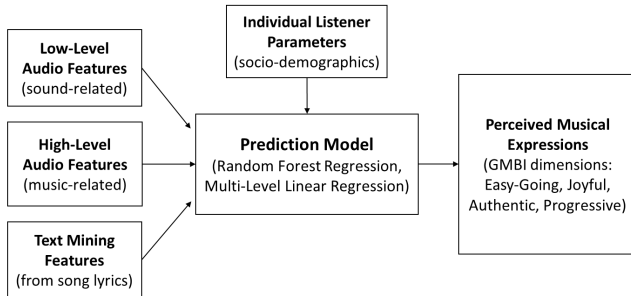 Low-Level
Audio Features
(sound-related)
High-Level
Audio Features
(music-related)
Text Mining
Features
(from song lyrics)
Individual Listener
Parameters
(socio-demographics)
Prediction Model
(Random Forest Regression,
Multi-Level Linear Regression)
Perceived Musical
Expressions
(GMBI dimensions:
Easy-Going, Joyful,
Authentic, Progressive)